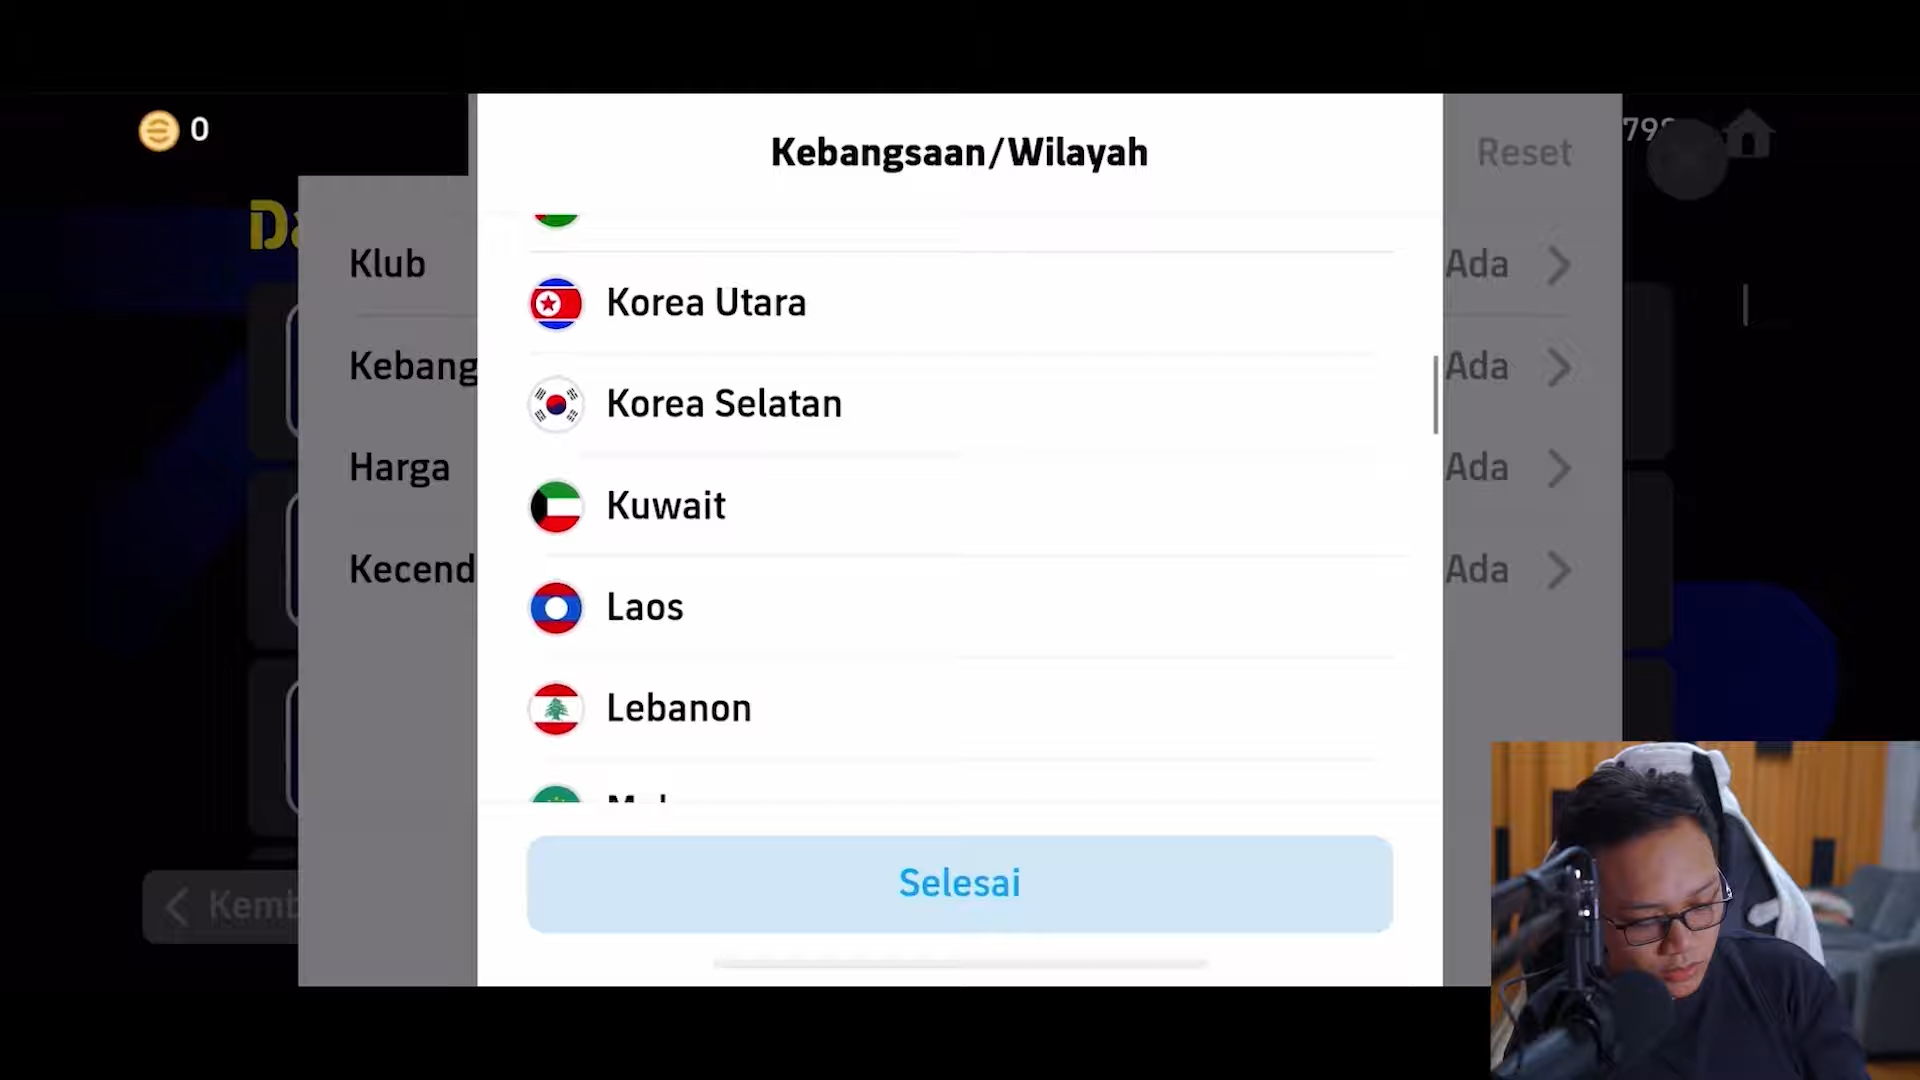 0
Kebangsaan/Wilayah
Reset
Klub
Ada
Korea Utara
Kebang
Ada
Korea Selatan
Harga
Ada
Kuwait
Kecend
Ada
Laos
Lebanon
Selesai
Kemb